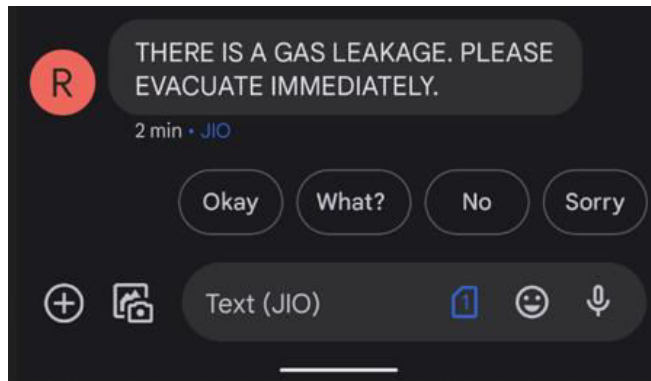 R
THERE IS A GAS LEAKAGE. PLEASE
EVACUATE IMMEDIATELY.
2 min • JIO
Okay
What?
No
Sorry
Text (JIO)
1